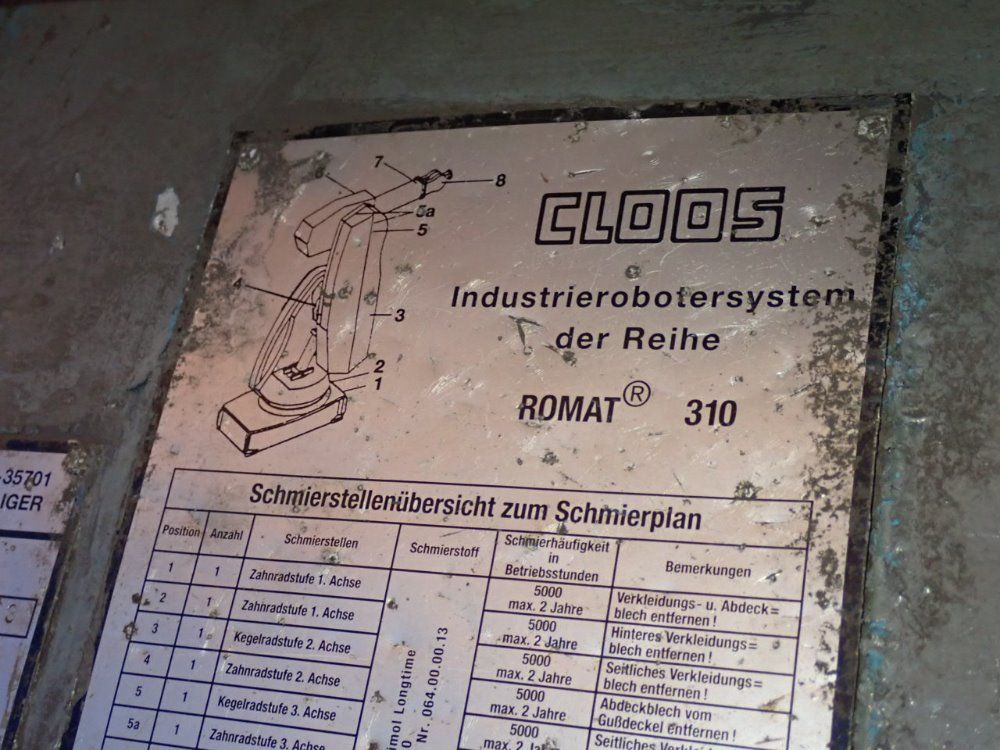 7
8
6
5a
5
4
3
2
1
CLOOS
Industrierobotersystem
der Reihe
ROMAT® 310
-35701
IGER
Schmierstellenübersicht zum Schmierplan
Position Anzahl Schmierstellen Schmierstoff Schmierhäufigkeit in Betriebsstunden Bemerkungen
1 1 Zahnradstufe 1. Achse 5000 max. 2 Jahre Verkleidungs- u. Abdeck= blech entfernen !
2 1 Zahnradstufe 1. Achse 5000 max. 2 Jahre Hinteres Verkleidungs= blech entfernen !
3 1 Kegelradstufe 2. Achse 5000 max. 2 Jahre Seitliches Verkleidungs= blech entfernen !
4 1 Zahnradstufe 2. Achse 5000 max. 2 Jahre Abdeckblech vom Gußdeckel entfernen !
5 1 Kegelradstufe 3. Achse 5000
5a 1 Zahnradstufe 3. Achse
imol Longtime
Nr. 064.00.00.13